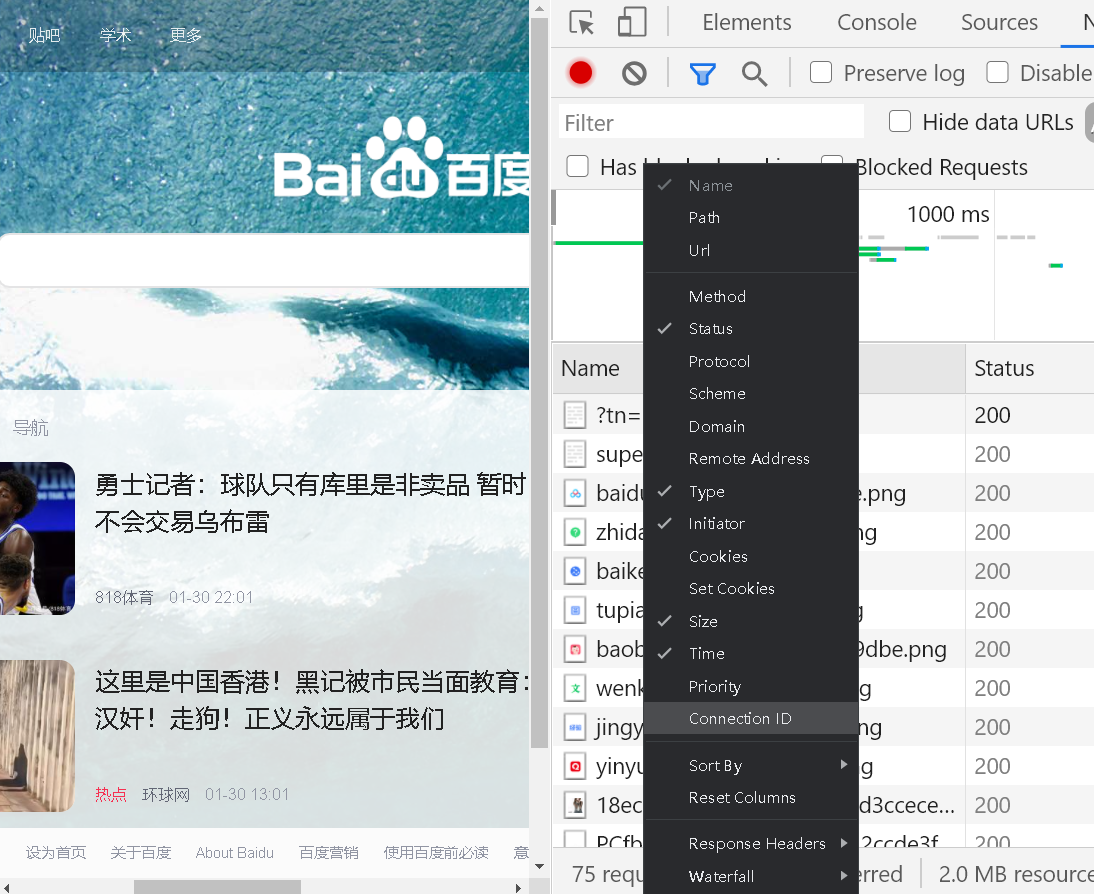 贴吧 学术 更多
Bai du 百度
导航
勇士记者：球队只有库里是非卖品 暂时
不会交易乌布雷
818体育 01-30 22:01
这里是中国香港！黑记被市民当面教育：
汉奸！走狗！正义永远属于我们
热点 环球网 01-30 13:01
设为首页 关于百度 About Baidu 百度营销 使用百度前必读 意
Elements Console Sources N
Preserve log Disable
Filter Hide data URLs
Has Blocked Requests
1000 ms
Name Status
?tn= 200
supe 200
baidu e.png 200
zhida ng 200
baike 200
tupia g 200
baob 9dbe.png 200
wenk g 200
jingy ng 200
yinyu g 200
18ec d3ccece... 200
PCfb 2ccde3f 200
75 requ erred 2.0 MB resource
Name
Path
Url
Method
Status
Protocol
Scheme
Domain
Remote Address
Type
Initiator
Cookies
Set Cookies
Size
Time
Priority
Connection ID
Sort By
Reset Columns
Response Headers
Waterfall